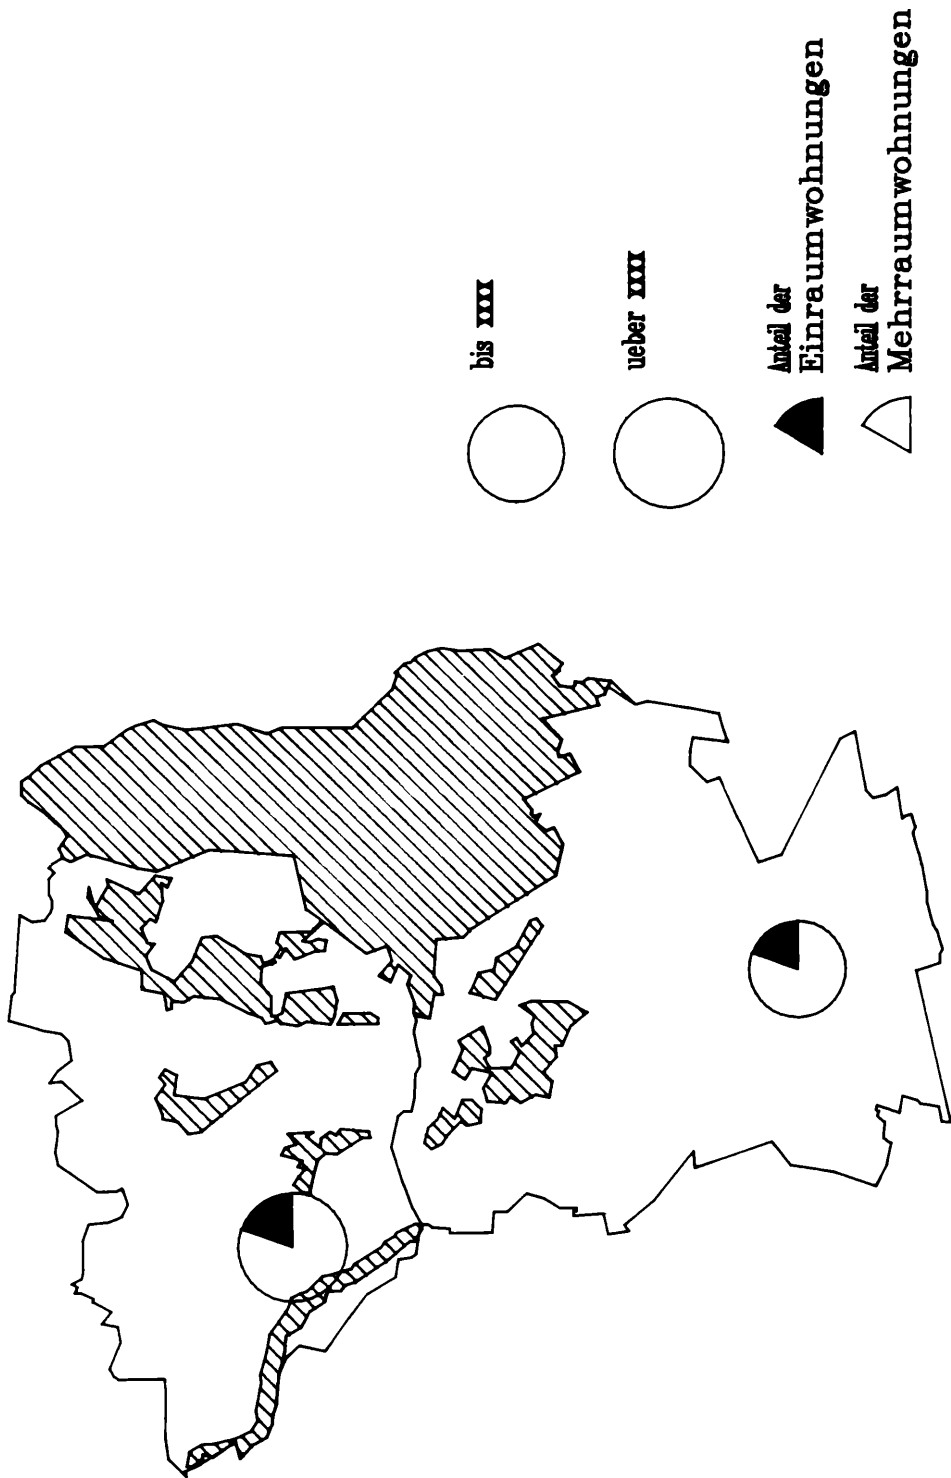 bis xxxx
ueber xxxx
Anteil der
Einraumwohnungen
Anteil der
Mehrraumwohnungen